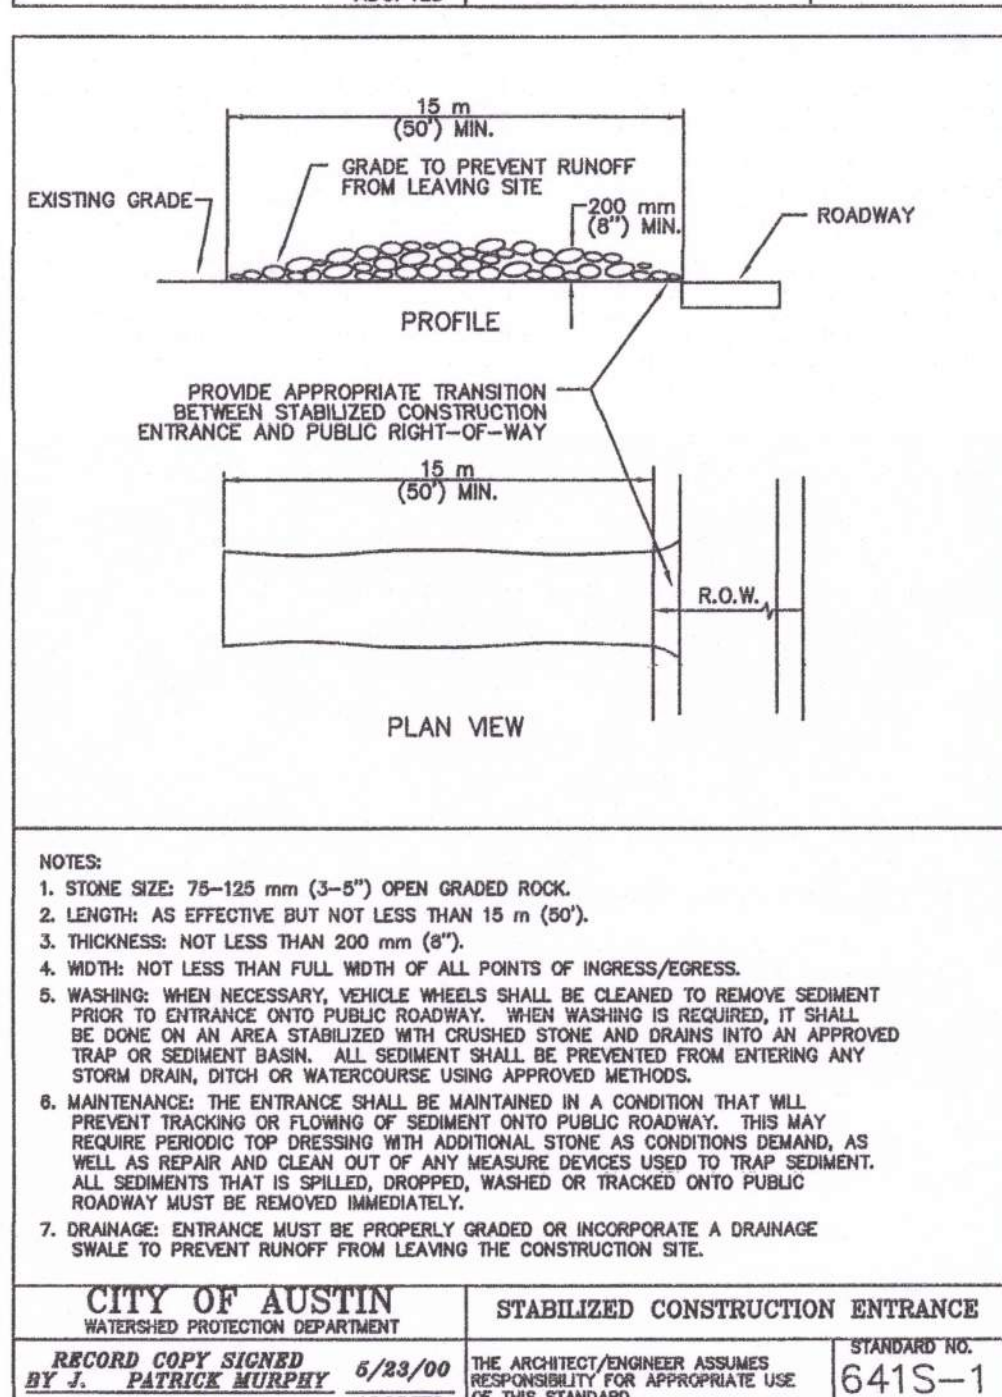 15 m
(50') MIN.
GRADE TO PREVENT RUNOFF
FROM LEAVING SITE
EXISTING GRADE
200 mm
(8") MIN.
ROADWAY
PROFILE
PROVIDE APPROPRIATE TRANSITION
BETWEEN STABILIZED CONSTRUCTION
ENTRANCE AND PUBLIC RIGHT-OF-WAY
15 m
(50') MIN.
R.O.W.
PLAN VIEW
NOTES:
1. STONE SIZE: 75-125 mm (3-5") OPEN GRADED ROCK.
2. LENGTH: AS EFFECTIVE BUT NOT LESS THAN 15 m (50').
3. THICKNESS: NOT LESS THAN 200 mm (8").
4. WIDTH: NOT LESS THAN FULL WIDTH OF ALL POINTS OF INGRESS/EGRESS.
5. WASHING: WHEN NECESSARY, VEHICLE WHEELS SHALL BE CLEANED TO REMOVE SEDIMENT
PRIOR TO ENTRANCE ONTO PUBLIC ROADWAY. WHEN WASHING IS REQUIRED, IT SHALL
BE DONE ON AN AREA STABILIZED WITH CRUSHED STONE AND DRAINS INTO AN APPROVED
TRAP OR SEDIMENT BASIN. ALL SEDIMENT SHALL BE PREVENTED FROM ENTERING ANY
STORM DRAIN, DITCH OR WATERCOURSE USING APPROVED METHODS.
6. MAINTENANCE: THE ENTRANCE SHALL BE MAINTAINED IN A CONDITION THAT WILL
PREVENT TRACKING OR FLOWING OF SEDIMENT ONTO PUBLIC ROADWAY. THIS MAY
REQUIRE PERIODIC TOP DRESSING WITH ADDITIONAL STONE AS CONDITIONS DEMAND, AS
WELL AS REPAIR AND CLEAN OUT OF ANY MEASURE DEVICES USED TO TRAP SEDIMENT.
ALL SEDIMENTS THAT IS SPILLED, DROPPED, WASHED OR TRACKED ONTO PUBLIC
ROADWAY MUST BE REMOVED IMMEDIATELY.
7. DRAINAGE: ENTRANCE MUST BE PROPERLY GRADED OR INCORPORATE A DRAINAGE
SWALE TO PREVENT RUNOFF FROM LEAVING THE CONSTRUCTION SITE.
CITY OF AUSTIN
WATERSHED PROTECTION DEPARTMENT
STABILIZED CONSTRUCTION ENTRANCE
RECORD COPY SIGNED
BY J. PATRICK MURPHY
5/23/00
THE ARCHITECT/ENGINEER ASSUMES
RESPONSIBILITY FOR APPROPRIATE USE
OF THIS STANDARD
STANDARD NO.
641S-1